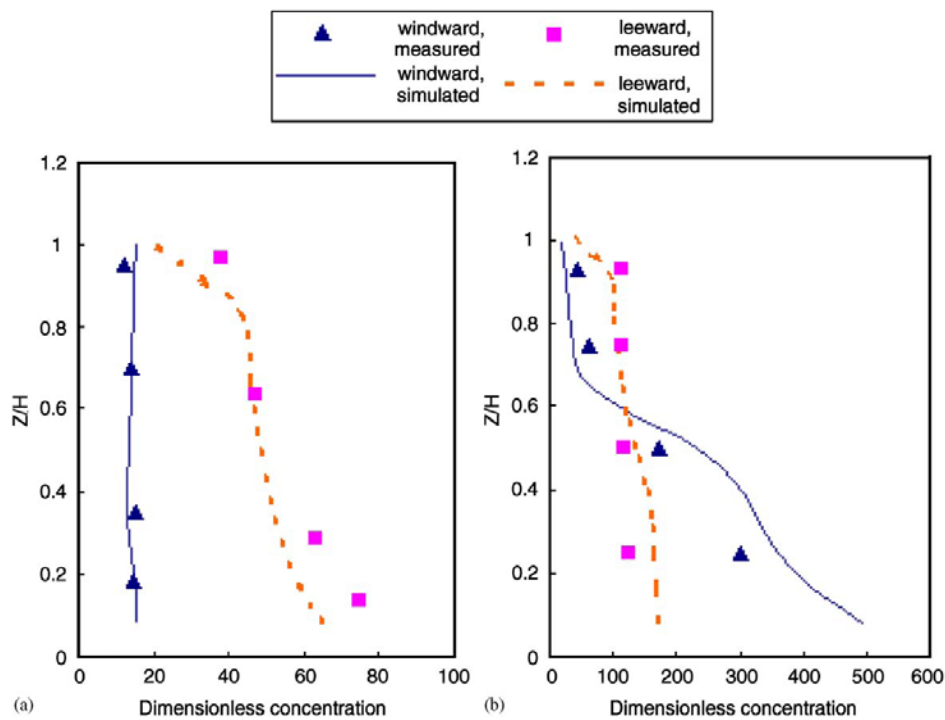 windward,
measured
leeward,
measured
windward,
simulated
leeward,
simulated
1.2
1
0.8
0.6
0.4
0.2
0
Z/H
0 20 40 60 80 100
(a) Dimensionless concentration
1.2
1
0.8
0.6
0.4
0.2
0
Z/H
0 100 200 300 400 500 600
(b) Dimensionless concentration